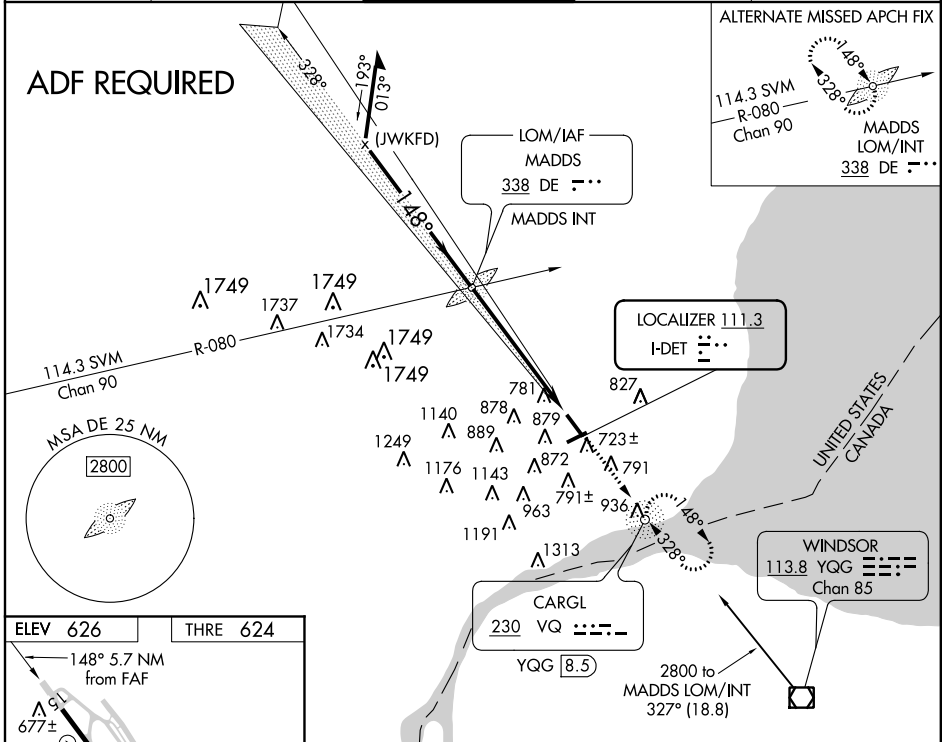 ADF REQUIRED
328°
193°
013°
(JWKFD)
148°
LOM/IAF
MADDS
338 DE
MADDS INT
ALTERNATE MISSED APCH FIX
148°
328°
114.3 SVM
R-080
Chan 90
MADDS
LOM/INT
338 DE
1749
1737
1749
1734
1749
1749
R-080
114.3 SVM
Chan 90
LOCALIZER 111.3
I-DET
781
827
878
879
1140
889
723±
1249
872
791
1176
1143
791±
963
936
1191
1313
148°
328°
UNITED STATES
CANADA
MSA DE 25 NM
2800
WINDSOR
113.8 YQG
Chan 85
CARGL
230 VQ
YQG 8.5
2800 to
MADDS LOM/INT
327° (18.8)
ELEV 626
THRE 624
148° 5.7 NM
from FAF
15
677±